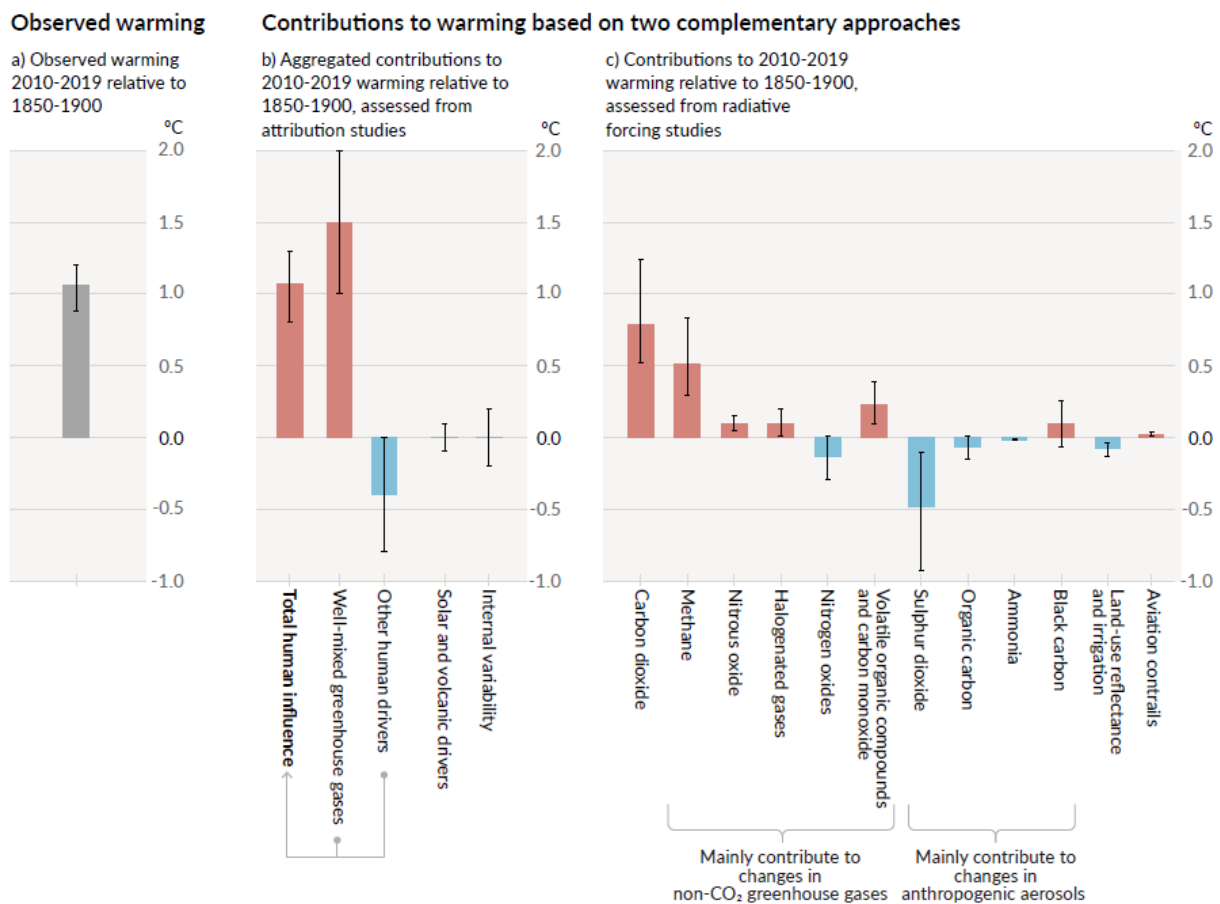 Observed warming
Contributions to warming based on two complementary approaches
a) Observed warming
2010-2019 relative to
1850-1900
b) Aggregated contributions to
2010-2019 warming relative to
1850-1900, assessed from
attribution studies
c) Contributions to 2010-2019
warming relative to 1850-1900,
assessed from radiative
forcing studies
ºC
2.0
1.5
1.0
0.5
0.0
-0.5
-1.0
ºC
2.0
1.5
1.0
0.5
0.0
-0.5
-1.0
ºC
2.0
1.5
1.0
0.5
0.0
-0.5
-1.0
Total human influence
Well-mixed greenhouse gases
Other human drivers
Solar and volcanic drivers
Internal variability
Carbon dioxide
Methane
Nitrous oxide
Halogenated gases
Nitrogen oxides
Volatile organic compounds
and carbon monoxide
Sulphur dioxide
Organic carbon
Ammonia
Black carbon
Land-use reflectance
and irrigation
Aviation contrails
Mainly contribute to
changes in
non-CO₂ greenhouse gases
Mainly contribute to
changes in
anthropogenic aerosols